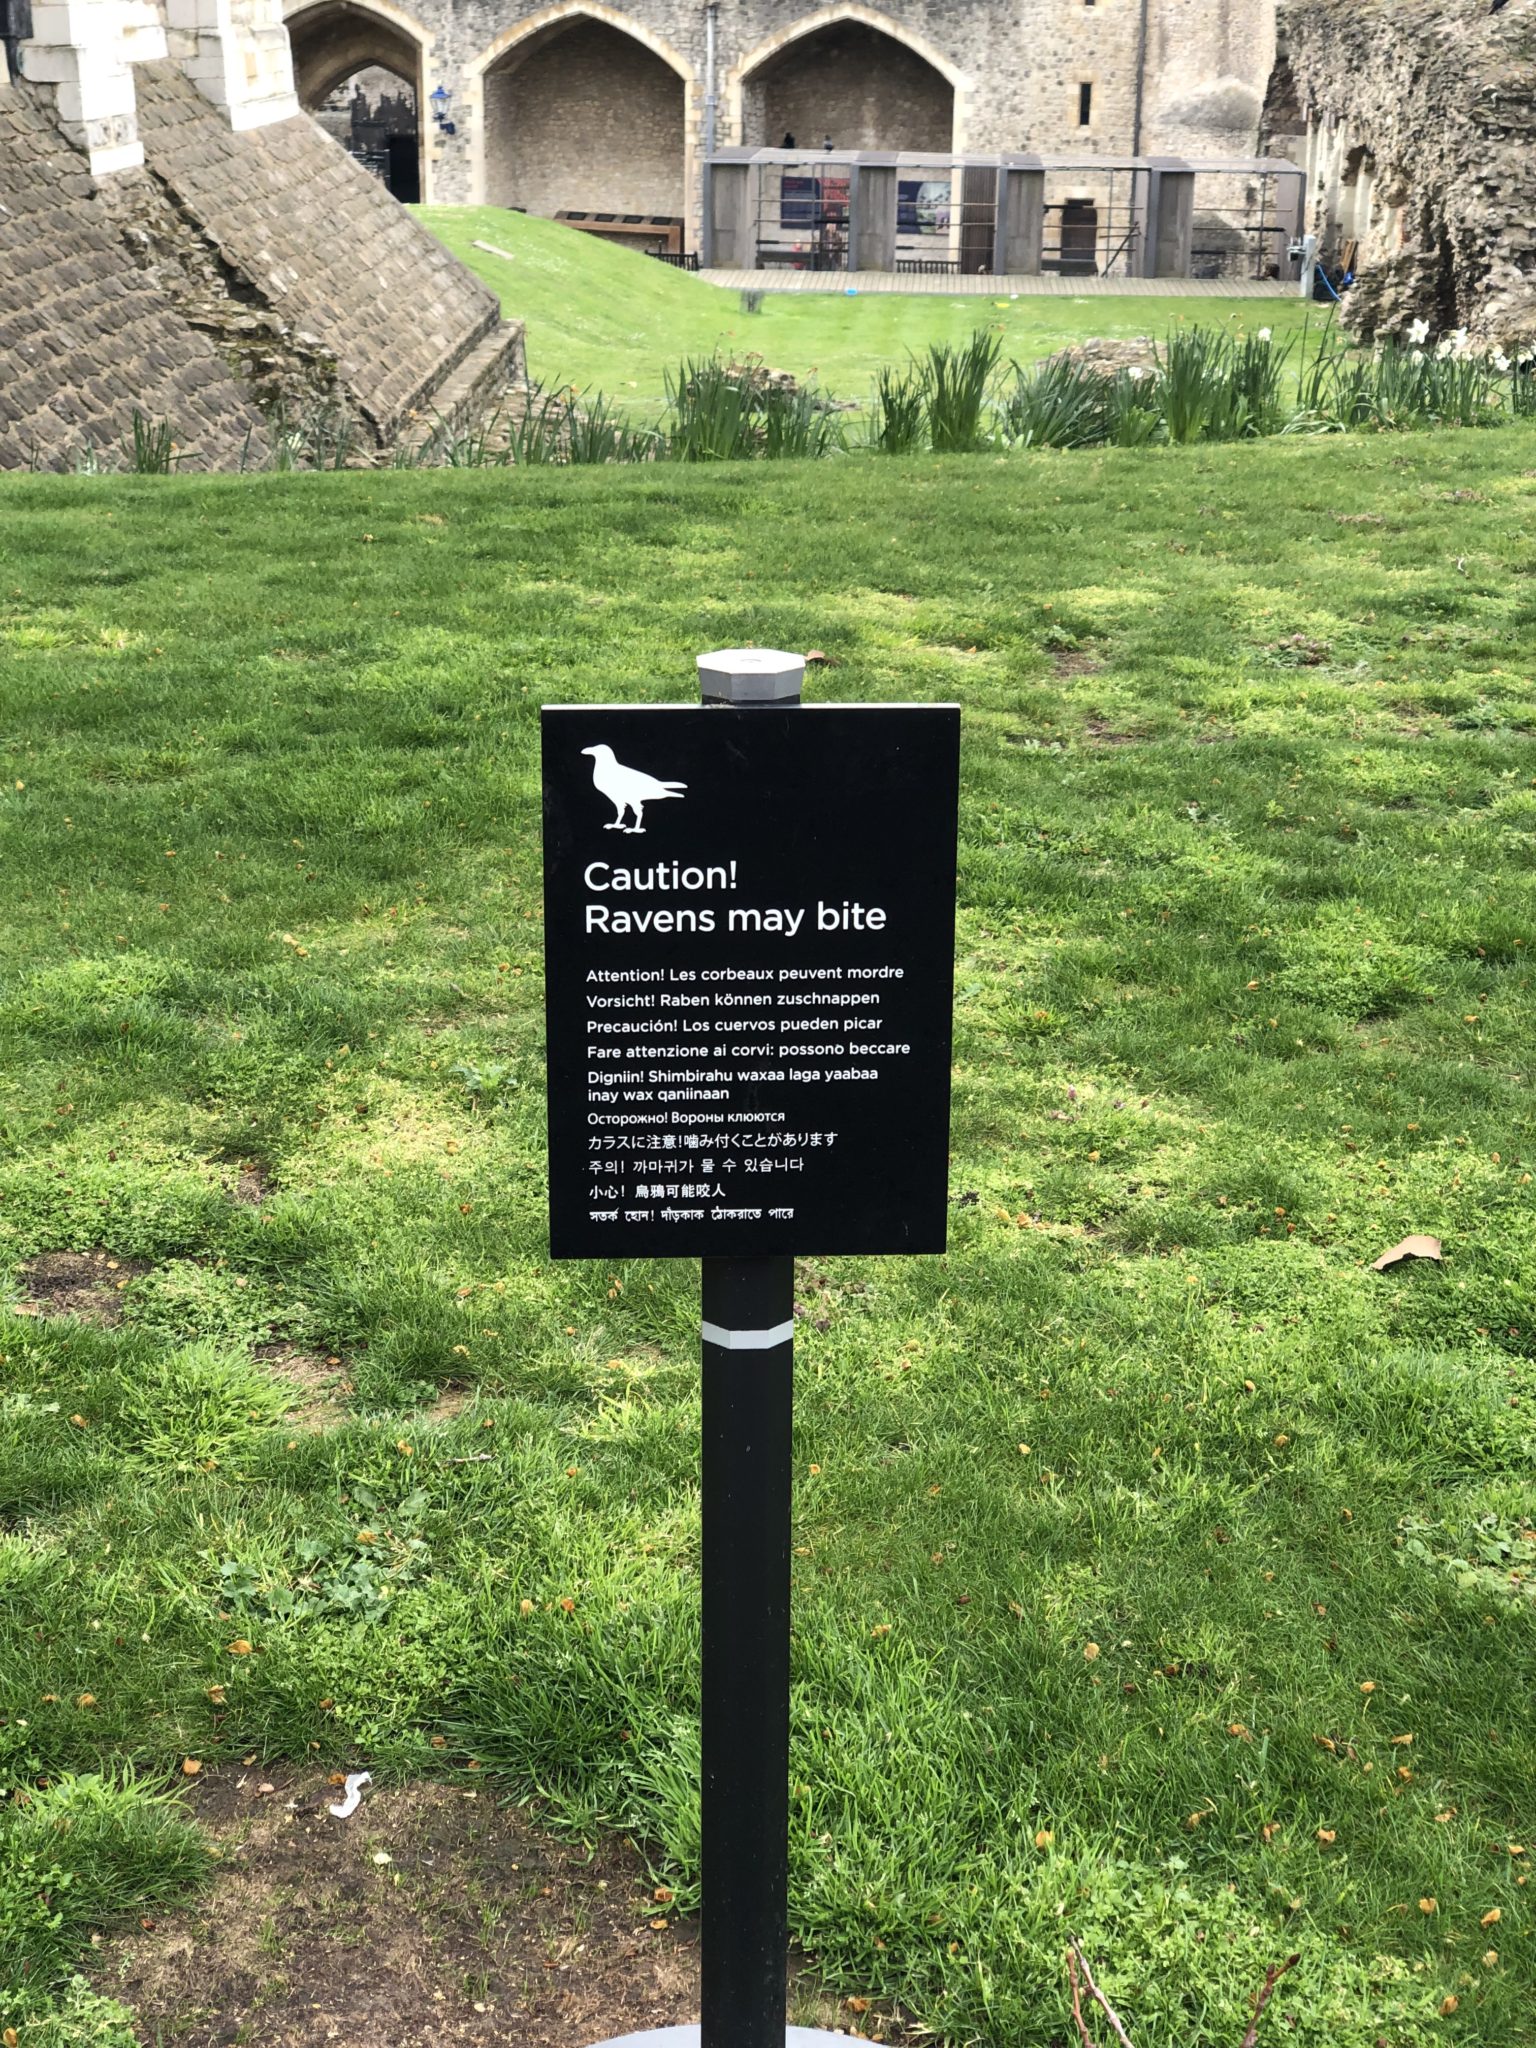 Caution!
Ravens may bite
Attention! Les corbeaux peuvent mordre
Vorsicht! Raben können zuschnappen
Precaución! Los cuervos pueden picar
Fare attenzione ai corvi: possono beccare
Digniin! Shimbirahu waxaa laga yaabaa
inay wax qaniinaan
Осторожно! Вороны клюются
カラスに注意!噛み付くことがあります
주의! 까마귀가 물 수 있습니다
小心! 烏鴉可能咬人
সতর্ক হোন! দাঁড়কাক ঠোকরাতে পারে